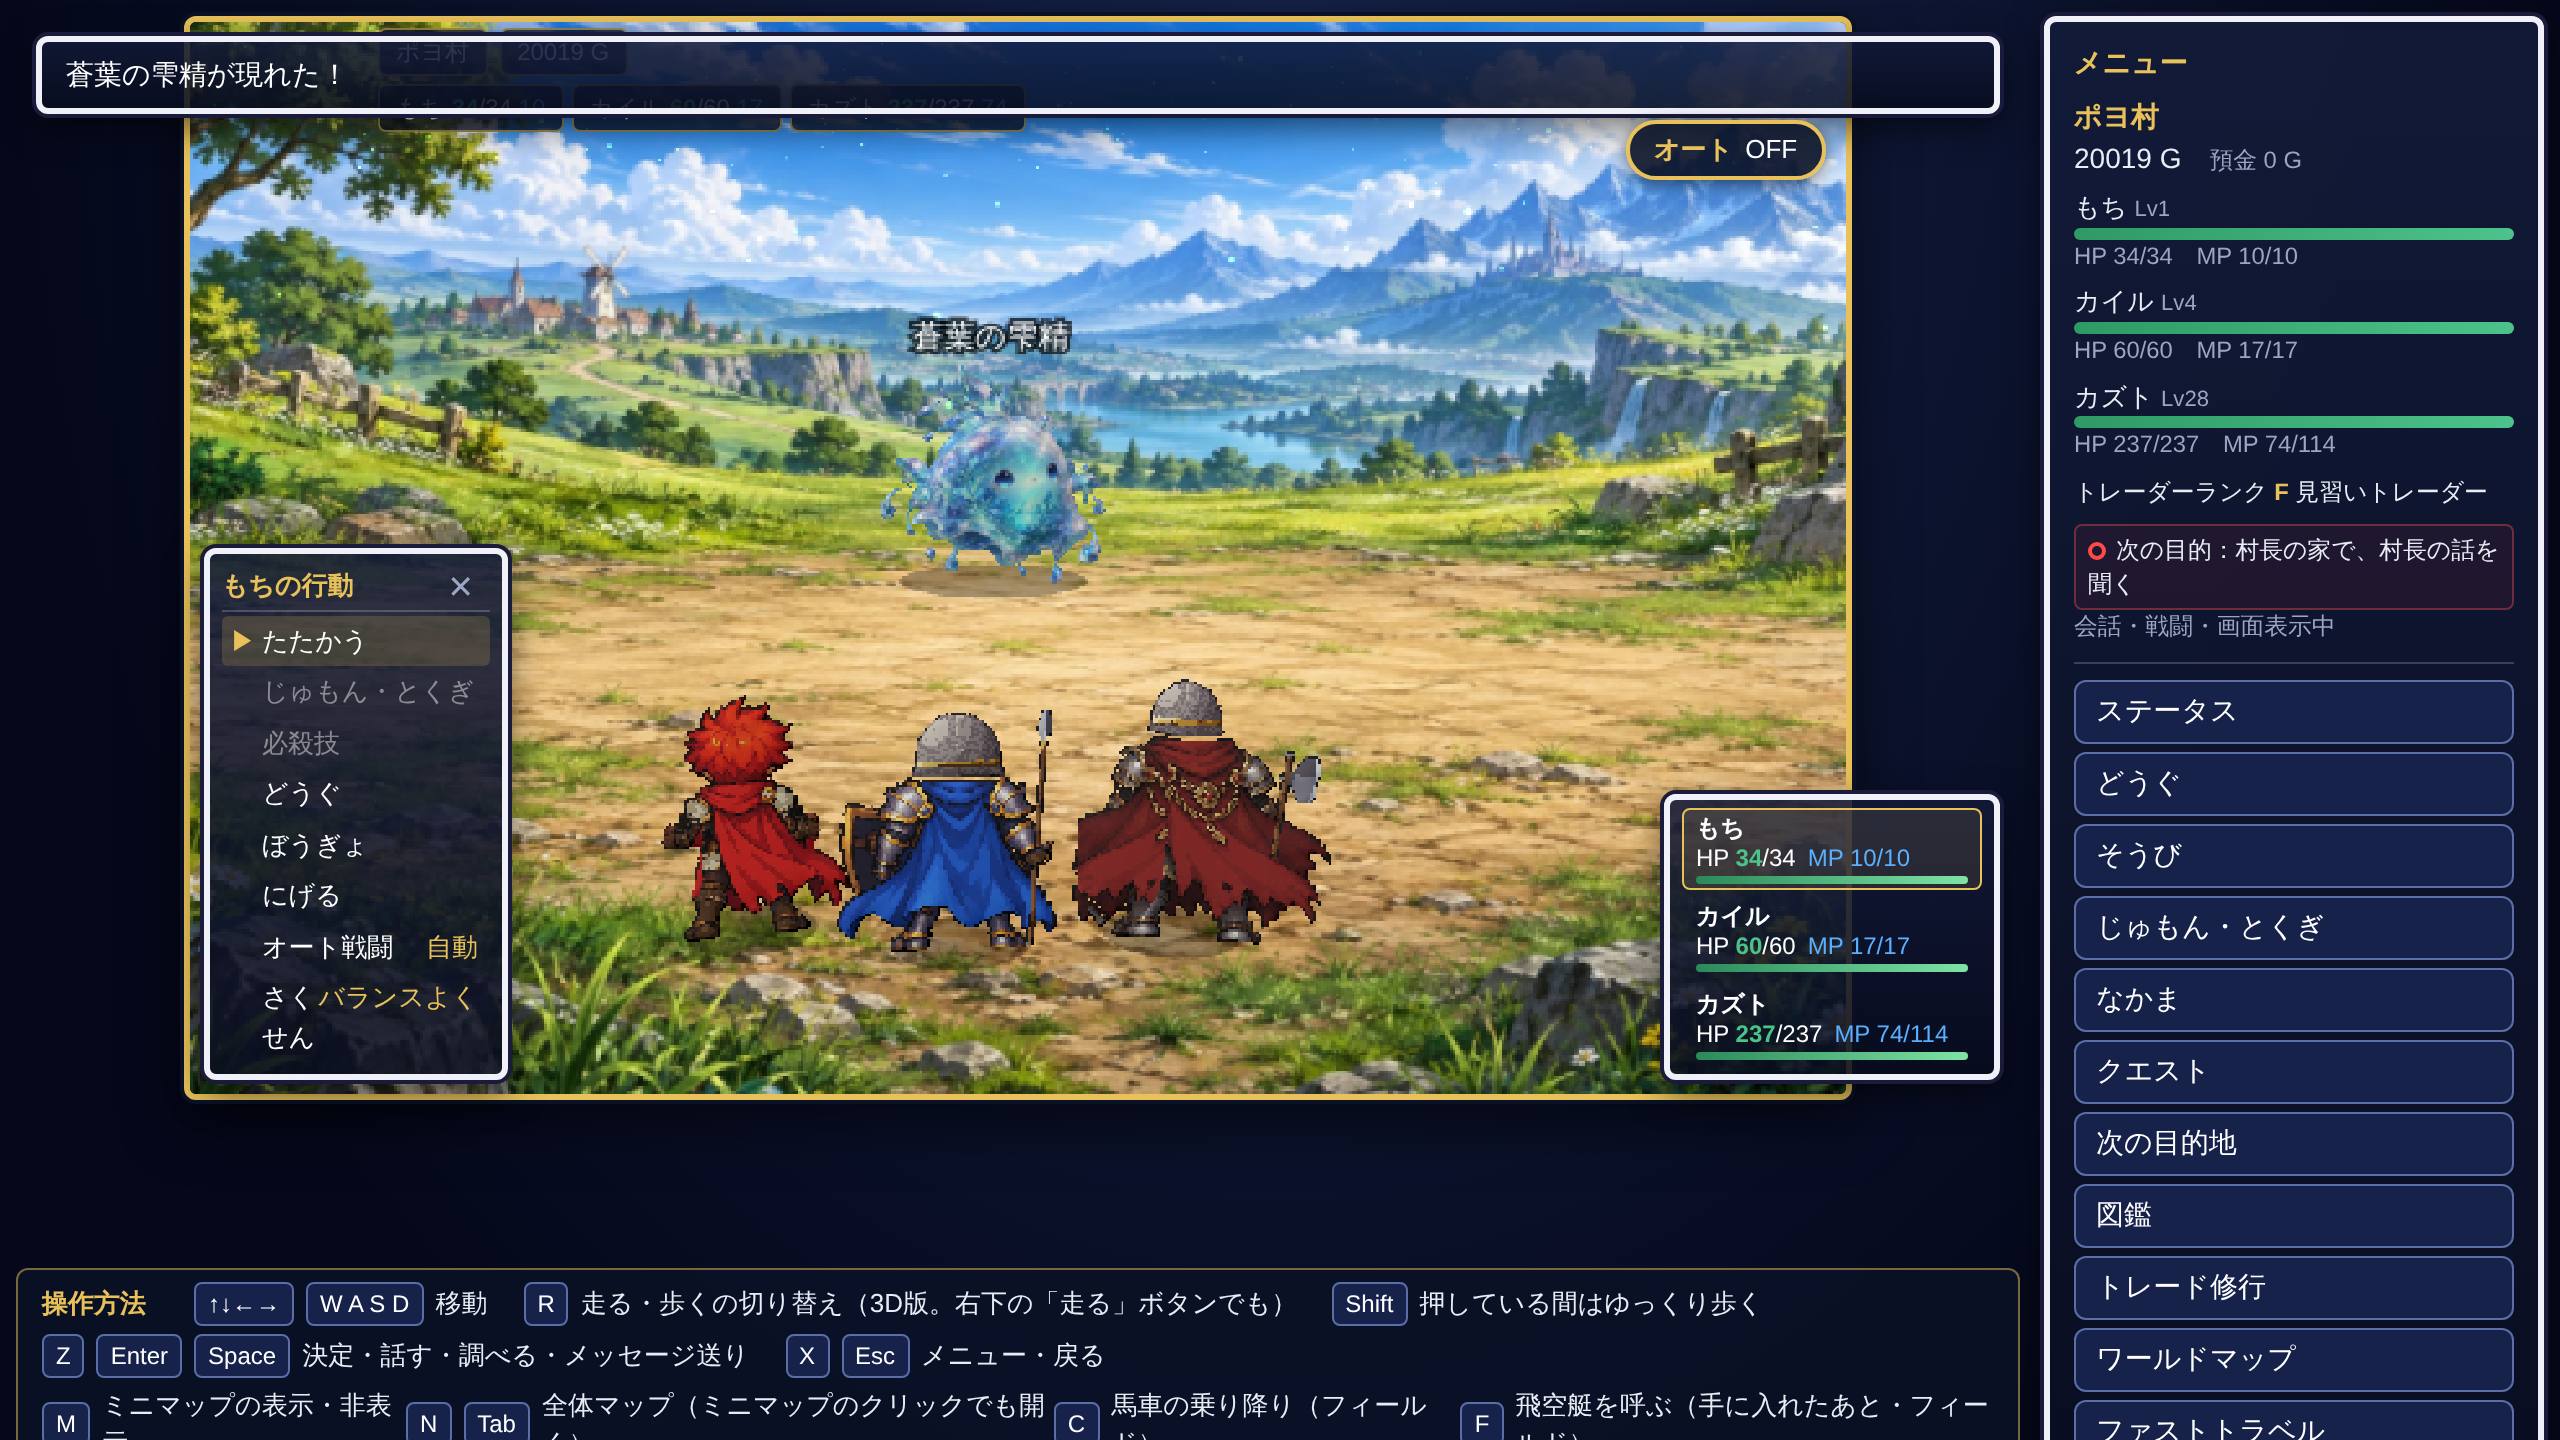 ポヨ村 20019 G
蒼葉の雫精が現れた！
オート OFF
蒼葉の雫精
もちの行動 ✕
▶ たたかう
じゅもん・とくぎ
必殺技
どうぐ
ぼうぎょ
にげる
オート戦闘 自動
さく バランスよく
せん
もち
HP 34/34 MP 10/10
カイル
HP 60/60 MP 17/17
カズト
HP 237/237 MP 74/114
メニュー
ポヨ村
20019 G 預金 0 G
もち Lv1
HP 34/34 MP 10/10
カイル Lv4
HP 60/60 MP 17/17
カズト Lv28
HP 237/237 MP 74/114
トレーダーランク F 見習いトレーダー
次の目的：村長の家で、村長の話を
聞く
会話・戦闘・画面表示中
ステータス
どうぐ
そうび
じゅもん・とくぎ
なかま
クエスト
次の目的地
図鑑
トレード修行
ワールドマップ
ファストトラベル
操作方法 ↑↓←→ W A S D 移動 R 走る・歩くの切り替え（3D版。右下の「走る」ボタンでも） Shift 押している間はゆっくり歩く
Z Enter Space 決定・話す・調べる・メッセージ送り X Esc メニュー・戻る
M ミニマップの表示・非表 N Tab 全体マップ（ミニマップのクリックでも開 C 馬車の乗り降り（フィール F 飛空艇を呼ぶ（手に入れたあと・フィー